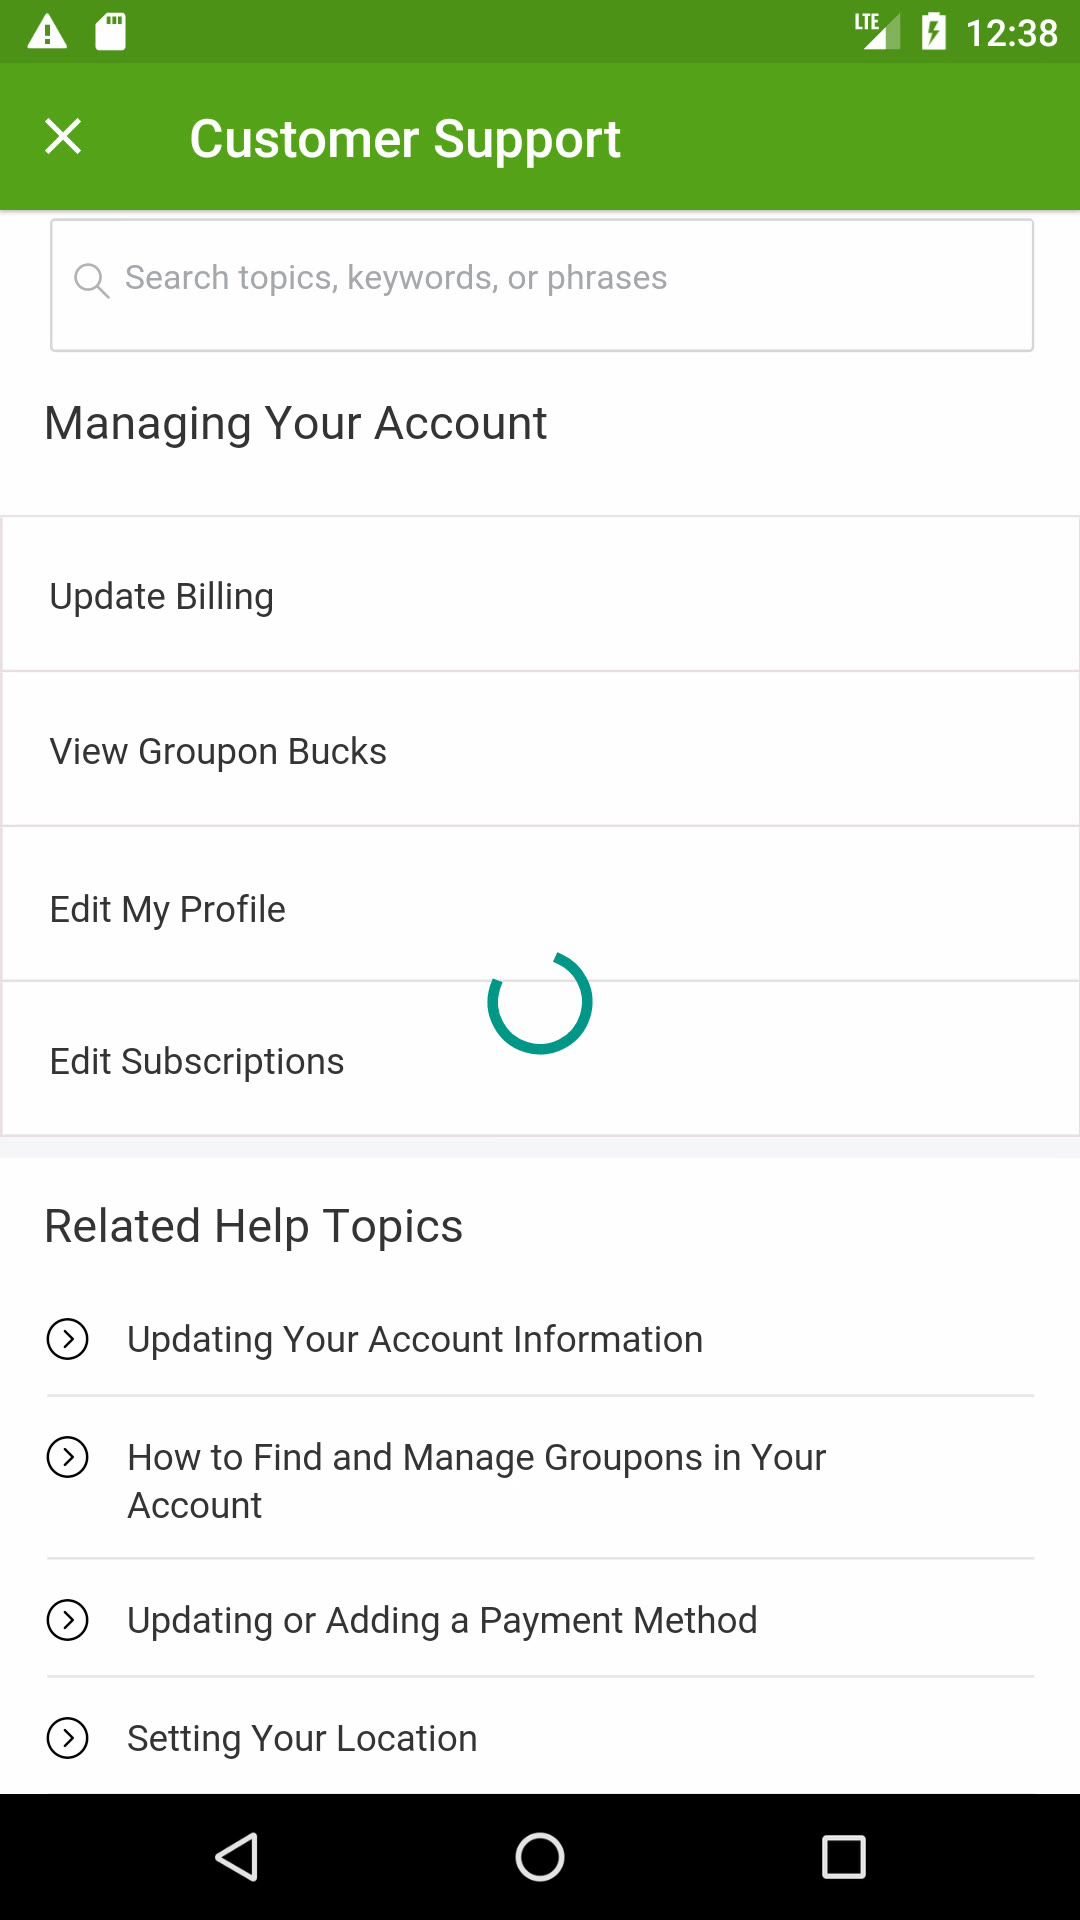 LTE 12:38
Customer Support
Search topics, keywords, or phrases
Managing Your Account
Update Billing
View Groupon Bucks
Edit My Profile
Edit Subscriptions
Related Help Topics
Updating Your Account Information
How to Find and Manage Groupons in Your
Account
Updating or Adding a Payment Method
Setting Your Location